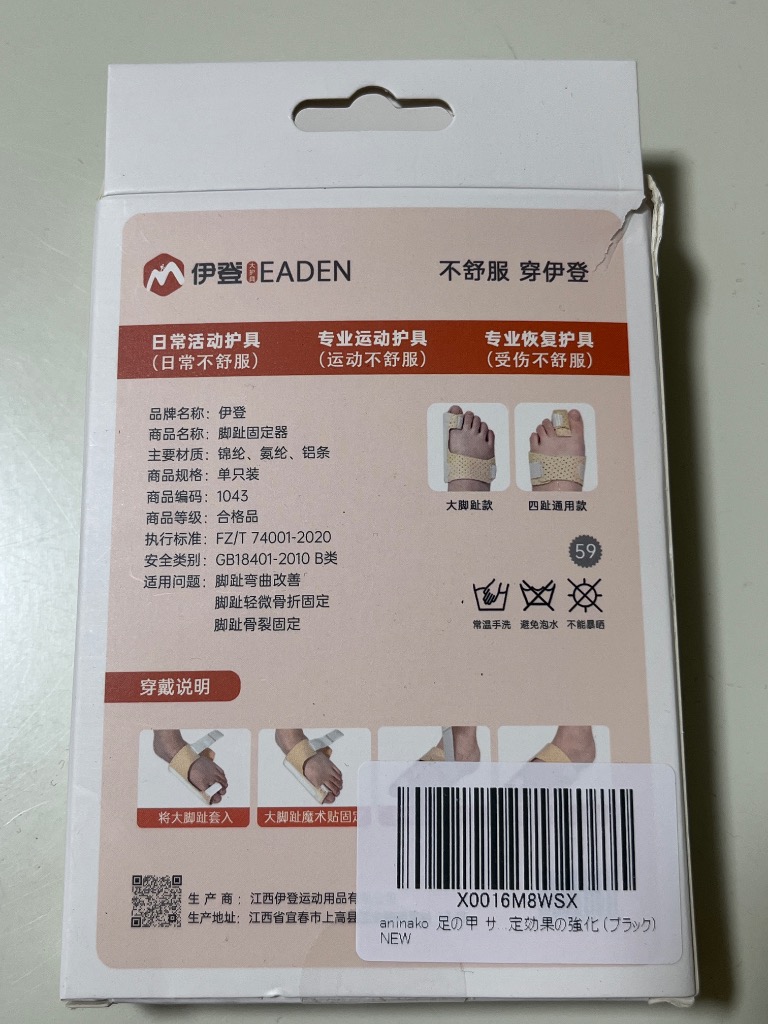 伊登 EADEN
不舒服 穿伊登
日常活动护具 专业运动护具 专业恢复护具
（日常不舒服） （运动不舒服） （受伤不舒服）
品牌名称：伊登
商品名称：脚趾固定器
主要材质：锦纶、氨纶、铝条
商品规格：单只装
商品编码：1043
商品等级：合格品
执行标准：FZ/T 74001-2020
安全类别：GB18401-2010 B类
适用问题：脚趾弯曲改善
脚趾轻微骨折固定
脚趾骨裂固定
大脚趾款 四趾通用款
59
常温手洗 避免泡水 不能暴晒
穿戴说明
将大脚趾套入 大脚趾魔术贴固定
生产商：江西伊登运动用品有
生产地址：江西省宜春市上高县
X0016M8WSX
aninako 足の甲 サ...定効果の強化 (ブラック)
NEW